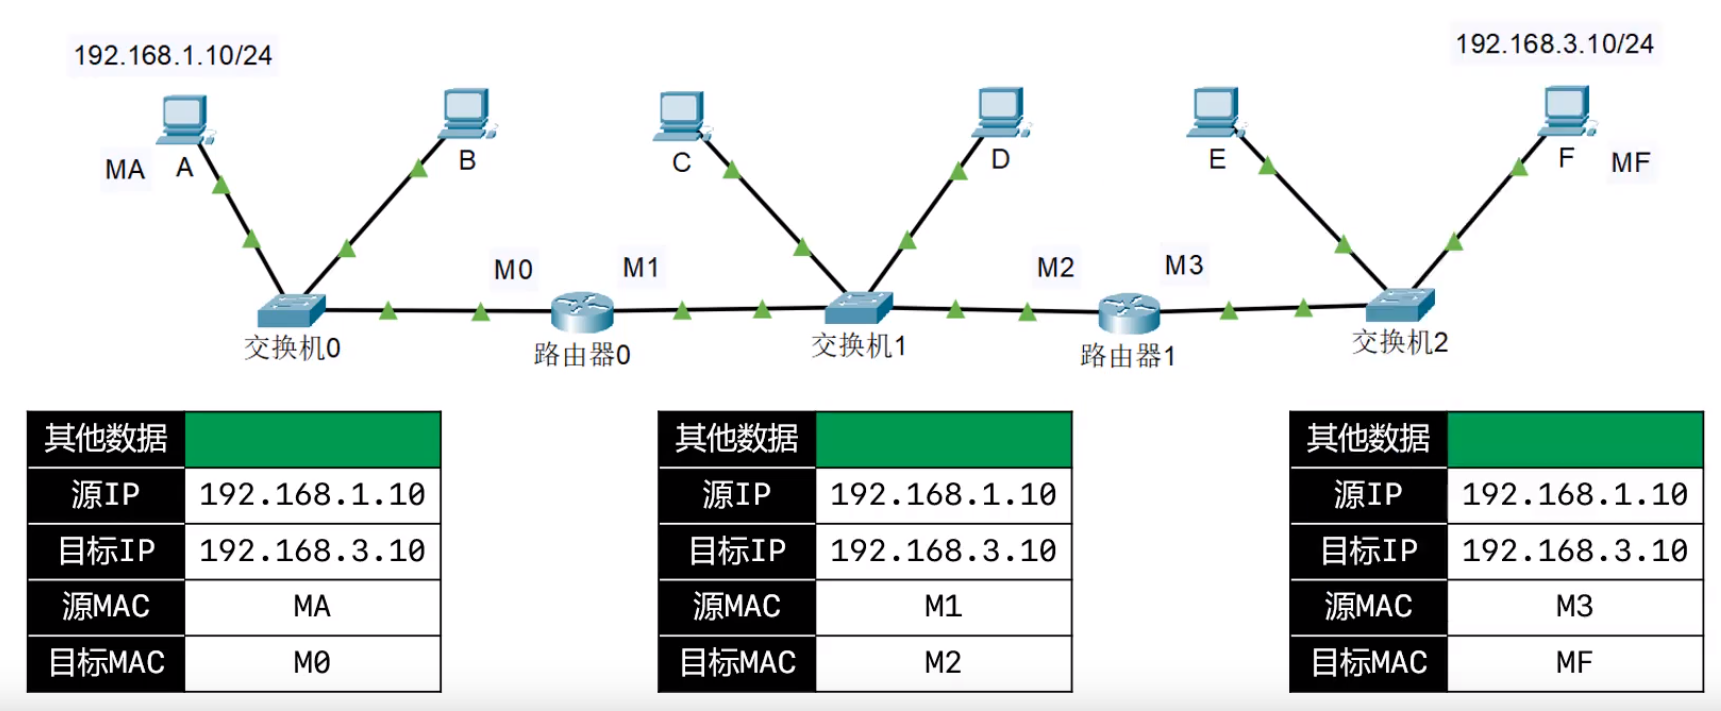 192.168.1.10/24
192.168.3.10/24
MA
A
B
C
D
E
F
MF
M0
M1
M2
M3
交换机0
路由器0
交换机1
路由器1
交换机2
其他数据
源IP 192.168.1.10
目标IP 192.168.3.10
源MAC MA
目标MAC M0
其他数据
源IP 192.168.1.10
目标IP 192.168.3.10
源MAC M1
目标MAC M2
其他数据
源IP 192.168.1.10
目标IP 192.168.3.10
源MAC M3
目标MAC MF